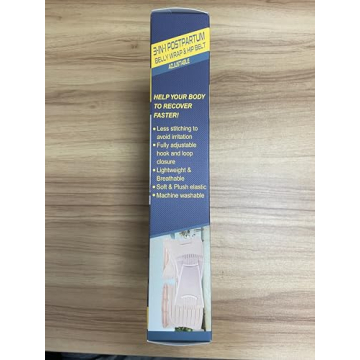 3-IN-1 POSTPARTUM
BELLY WRAP & HIP BELT
ADJUSTABLE
HELP YOUR BODY
TO RECOVER
FASTER!
• Less stitching to
avoid irritation
• Fully adjustable
hook and loop
closure
• Lightweight &
Breathable
• Soft & Plush elastic
• Machine washable